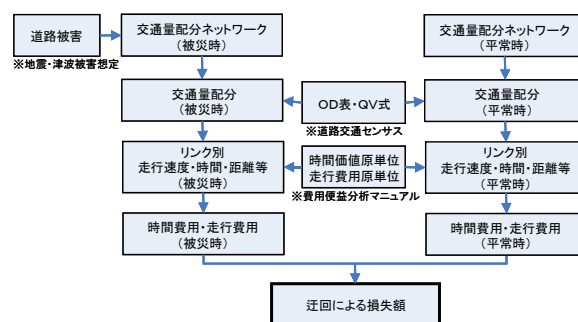 道路被害
※地震・津波被害想定
交通量配分ネットワーク
(被災時)
交通量配分ネットワーク
(平常時)
交通量配分
(被災時)
OD表・QV式
※道路交通センサス
交通量配分
(平常時)
リンク別
走行速度・時間・距離等
(被災時)
時間価値原単位
走行費用原単位
※費用便益分析マニュアル
リンク別
走行速度・時間・距離等
(平常時)
時間費用・走行費用
(被災時)
時間費用・走行費用
(平常時)
迂回による損失額